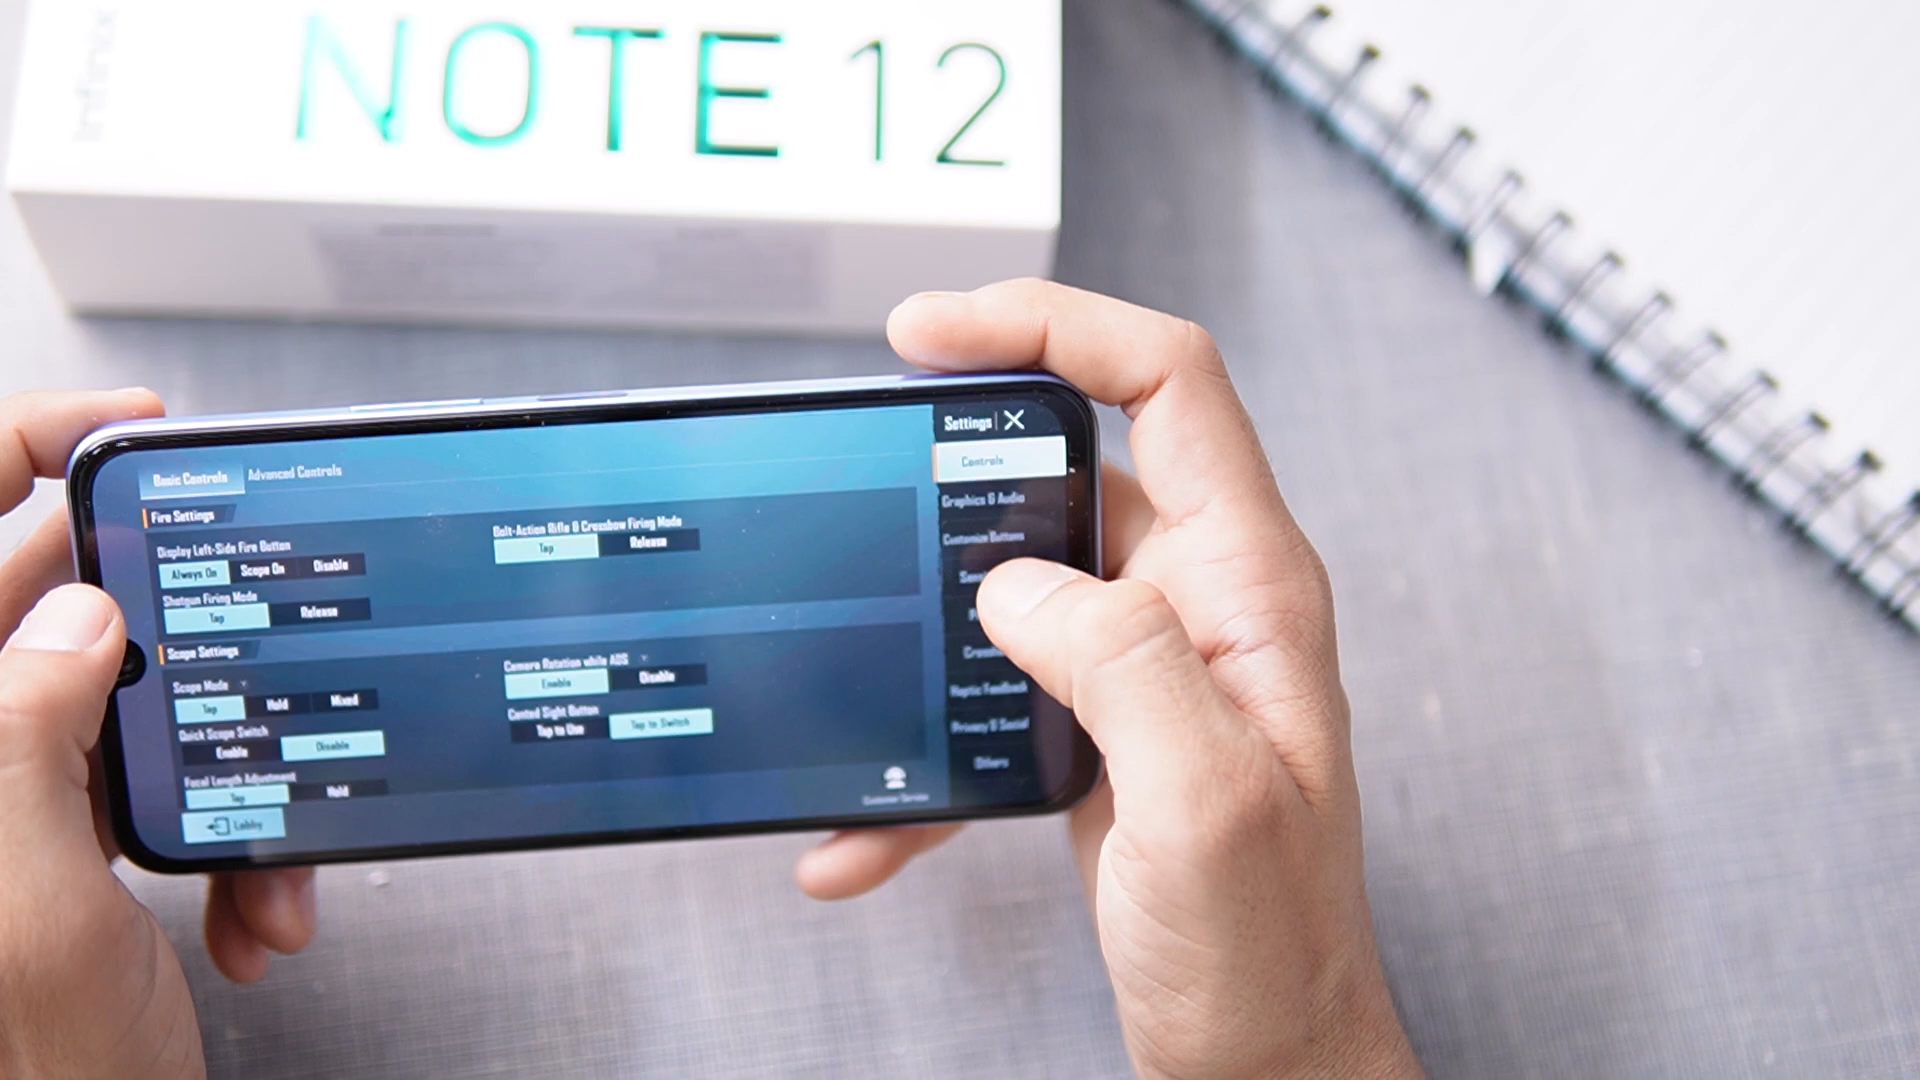 Infinix
NOTE 12
Settings
Basic Controls
Advanced Controls
Controls
Fire Settings
Graphics & Audio
Display Left-Side Fire Button
Always On
Scope On
Disable
Bolt-Action Rifle & Crossbow Firing Mode
Tap
Release
Customize Buttons
Shotgun Firing Mode
Tap
Release
Scope Settings
Scope Mode
Tap
Hold
Mixed
Camera Rotation while ADS
Enable
Disable
Haptic Feedback
Quick Scope Switch
Enable
Disable
Canted Sight Button
Tap to Use
Tap to Switch
Privacy & Social
Others
Focal Length Adjustment
Tap
Hold
Customer Service
Lobby